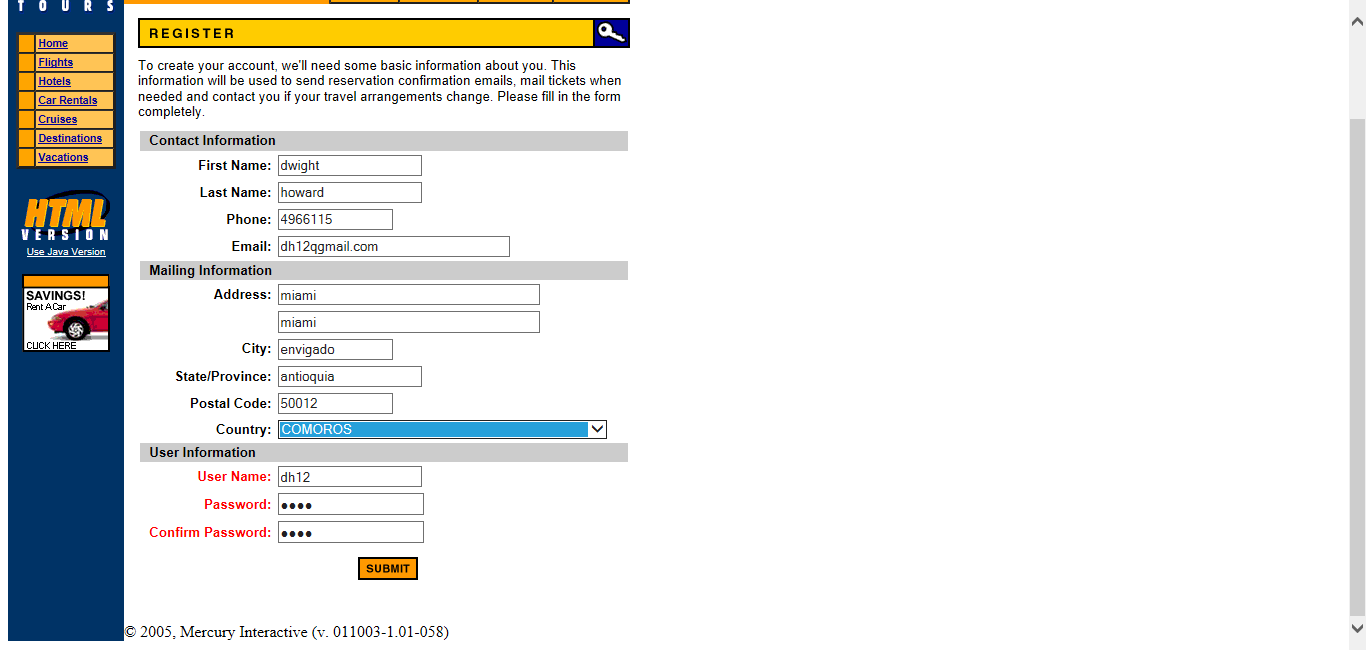 TOURS
Home
Flights
Hotels
Car Rentals
Cruises
Destinations
Vacations
HTML
VERSION
Use Java Version
SAVINGS!
Rent A Car
CLICK HERE
REGISTER
To create your account, we'll need some basic information about you. This
information will be used to send reservation confirmation emails, mail tickets when
needed and contact you if your travel arrangements change. Please fill in the form
completely.
Contact Information
First Name: dwight
Last Name: howard
Phone: 4966115
Email: dh12qgmail.com
Mailing Information
Address: miami
miami
City: envigado
State/Province: antioquia
Postal Code: 50012
Country: COMOROS
User Information
User Name: dh12
Password: ••••
Confirm Password: ••••
SUBMIT
© 2005, Mercury Interactive (v. 011003-1.01-058)